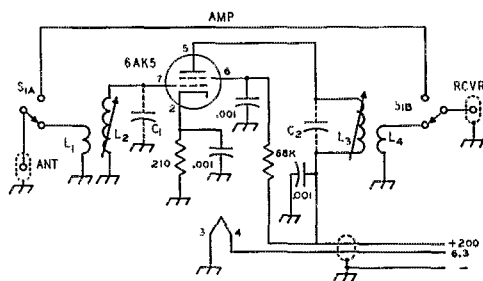 AMP
6AK5
5
S1A
7
6
2
.001
S1B
RCVR
L1
L2
C1
C2
L3
L4
ANT
210
.001
68K
.001
3
4
+200
6.3
–